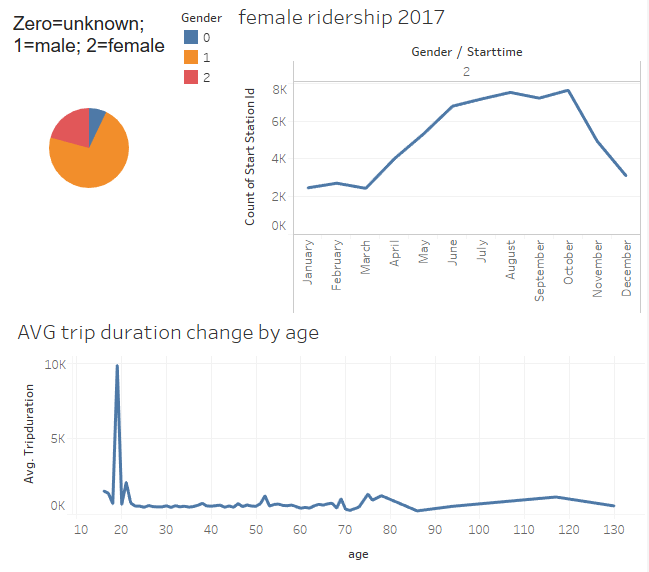 Zero=unknown;
1=male; 2=female
Gender
0
1
2
female ridership 2017
Gender / Starttime
2
Count of Start Station Id
8K
6K
4K
2K
0K
January
February
March
April
May
June
July
August
September
October
November
December
AVG trip duration change by age
Avg. Tripduration
10K
5K
0K
10 20 30 40 50 60 70 80 90 100 110 120 130
age